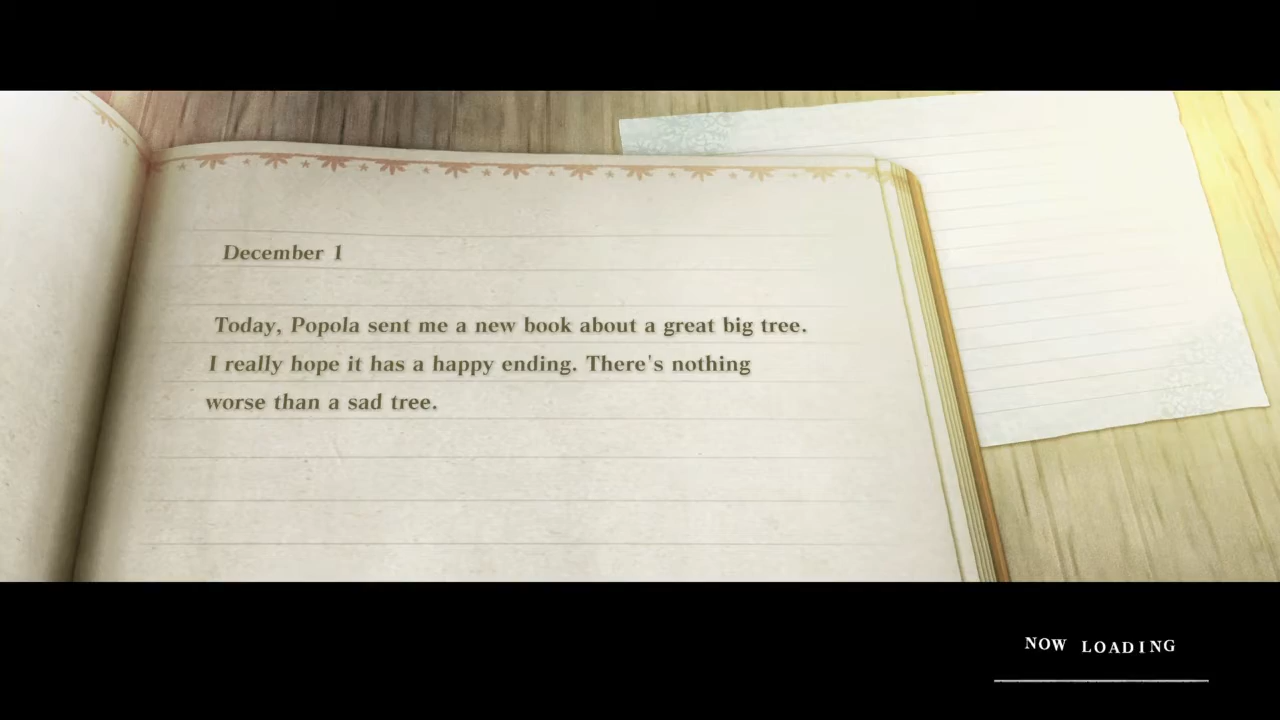 December 1
Today, Popola sent me a new book about a great big tree.
I really hope it has a happy ending. There's nothing
worse than a sad tree.
NOW LOADING